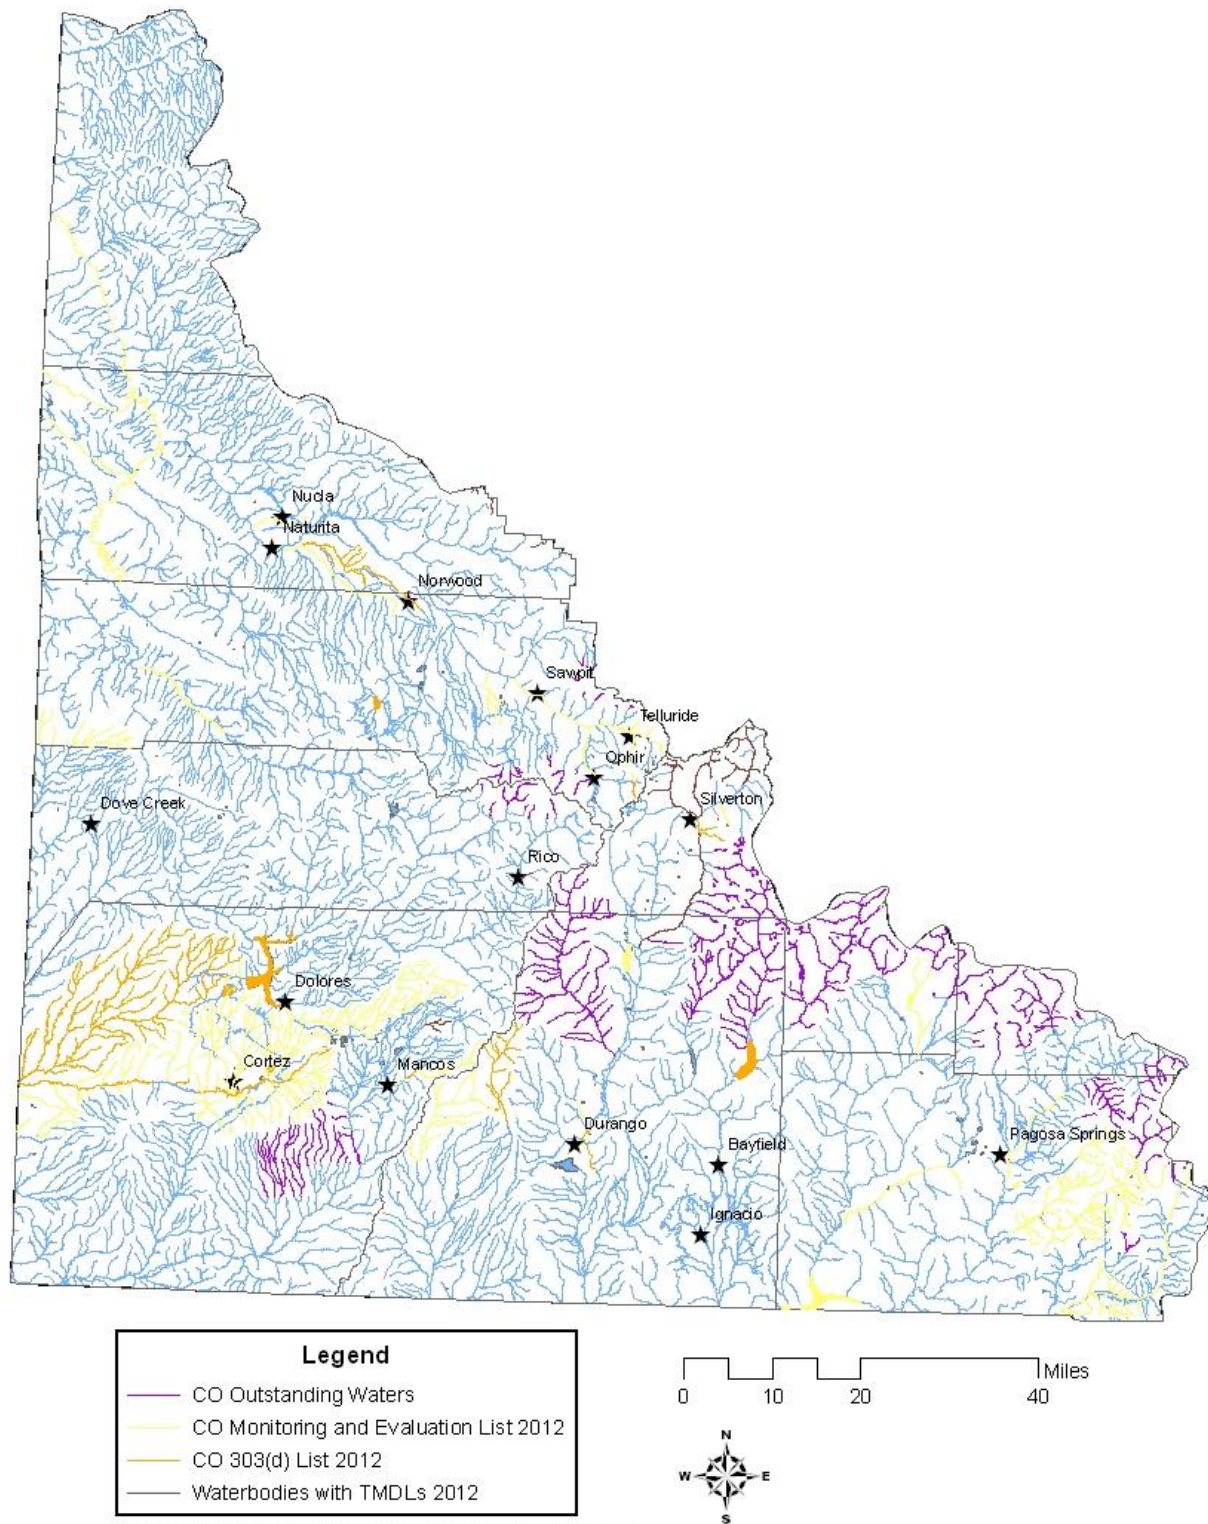 Nucla
Naturita
Norwood
Sawpit
Telluride
Ophir
Silverton
Dove Creek
Rico
Dolores
Cortez
Mancos
Durango
Bayfield
Pagosa Springs
Ignacio
Legend
CO Outstanding Waters
CO Monitoring and Evaluation List 2012
CO 303(d) List 2012
Waterbodies with TMDLs 2012
Miles
0 10 20 40
N
W E
S